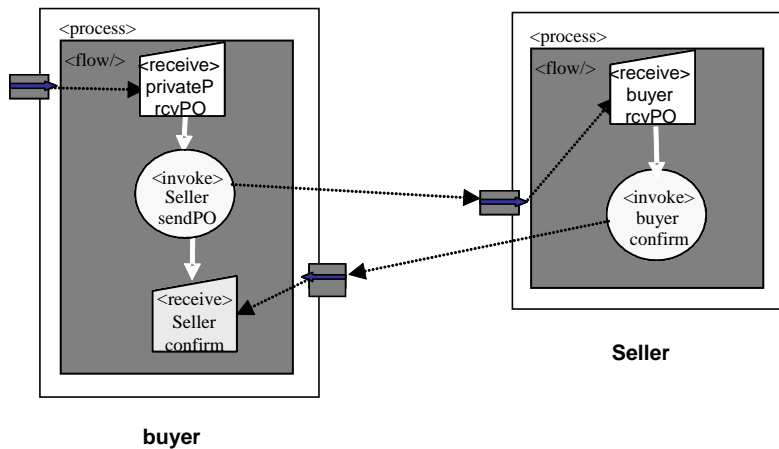 <process>
<flow/>
<receive>
privateP
rcvPO
<invoke>
Seller
sendPO
<receive>
Seller
confirm
buyer
<process>
<flow/>
<receive>
buyer
rcvPO
<invoke>
buyer
confirm
Seller